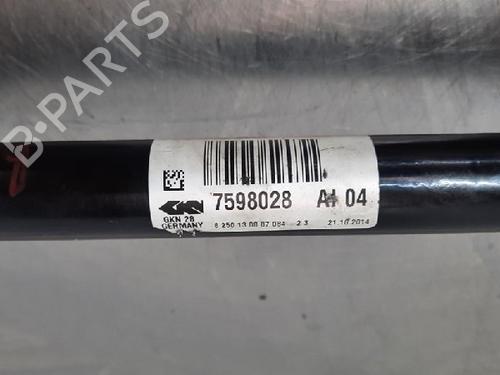 B-PARTS
7598028 AI 04
GKN 28
GERMANY
21.10.2014